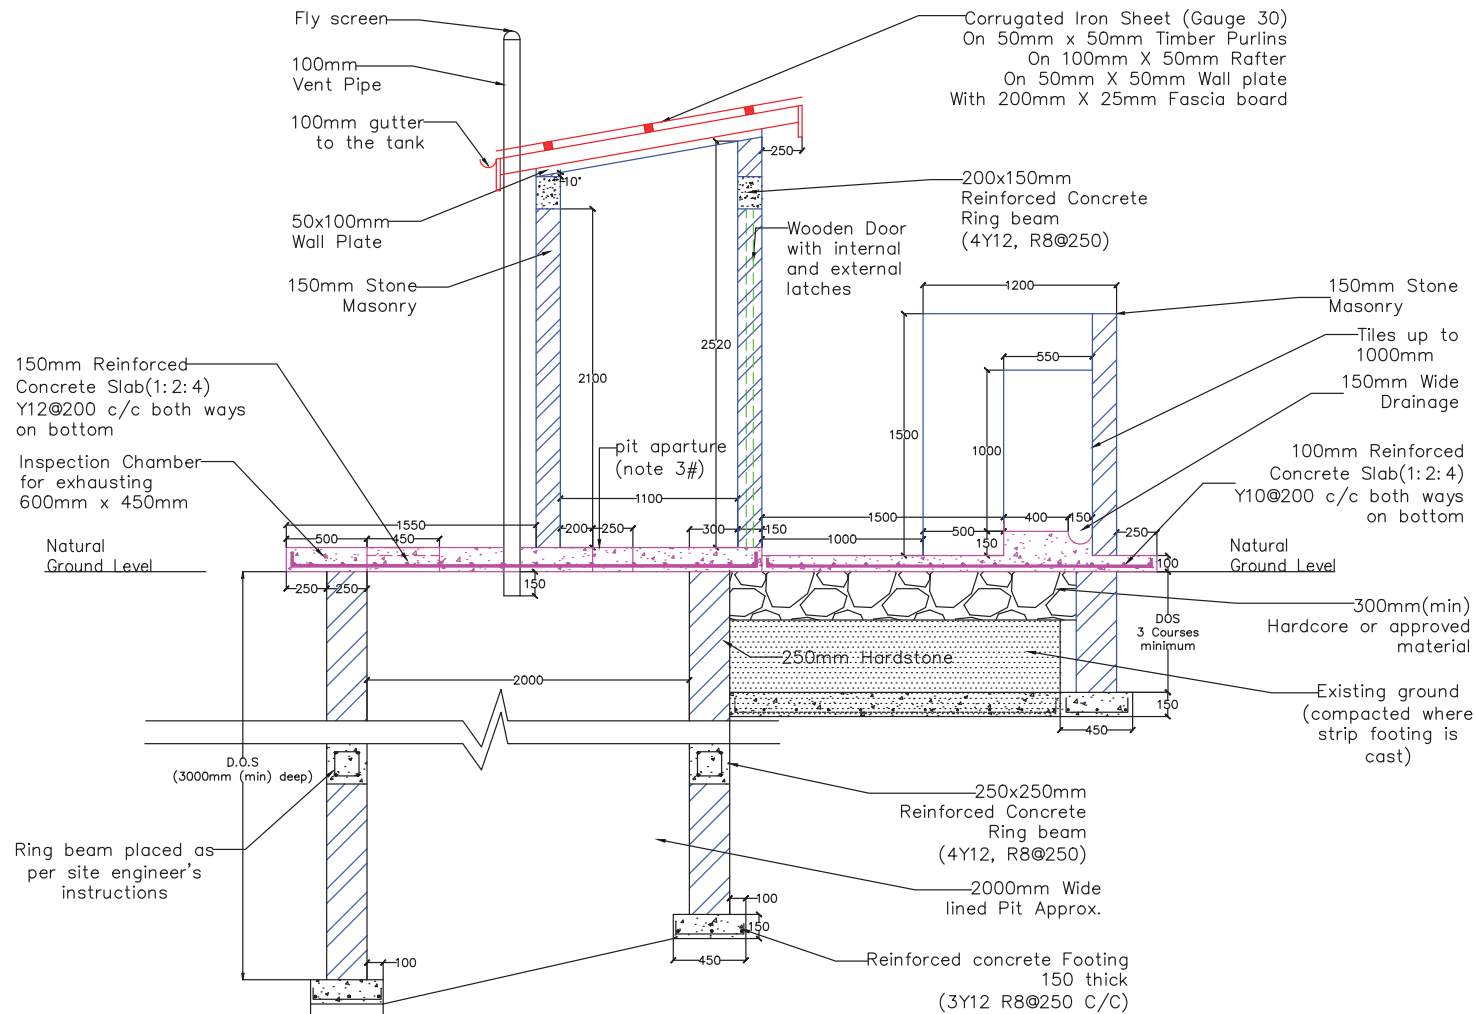 Fly screen
100mm
Vent Pipe
100mm gutter
to the tank
50x100mm
Wall Plate
150mm Stone
Masonry
150mm Reinforced
Concrete Slab(1:2:4)
Y12@200 c/c both ways
on bottom
Inspection Chamber
for exhausting
600mm x 450mm
Natural
Ground Level
Corrugated Iron Sheet (Gauge 30)
On 50mm x 50mm Timber Purlins
On 100mm X 50mm Rafter
On 50mm X 50mm Wall plate
With 200mm X 25mm Fascia board
250
10°
200x150mm
Reinforced Concrete
Ring beam
(4Y12, R8@250)
Wooden Door
with internal
and external
latches
2520
2100
pit aparture
(note 3#)
1100
1550
500
450
200
250
300
150
1500
1000
500
400
150
150
250
100
1200
550
1500
1000
150mm Stone
Masonry
Tiles up to
1000mm
150mm Wide
Drainage
100mm Reinforced
Concrete Slab(1:2:4)
Y10@200 c/c both ways
on bottom
Natural
Ground Level
250
250
150
DOS
3 Courses
minimum
300mm(min)
Hardcore or approved
material
250mm Hardstone
2000
Existing ground
(compacted where
strip footing is
cast)
150
450
D.O.S
(3000mm (min) deep)
250x250mm
Reinforced Concrete
Ring beam
(4Y12, R8@250)
Ring beam placed as
per site engineer's
instructions
2000mm Wide
lined Pit Approx.
100
150
450
100
Reinforced concrete Footing
150 thick
(3Y12 R8@250 C/C)